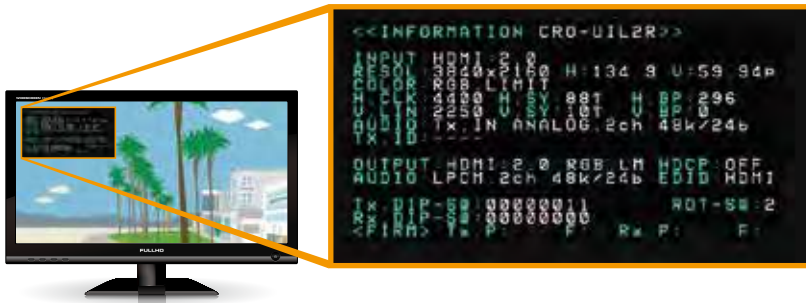 <<INFORMATION CRO-UIL2R>>
INPUT HDMI:2.0
RESOL:3840x2160 H:134.9 V:59.94p
COLOR:RGB.LIMIT
H.CLK:4400 H.SY:88T H.BP:296
V.LIN:2250 V.SY:10T V.BP:0
AUDIO Tx.IN ANALOG.2ch 48k/24b
TX.ID:----
OUTPUT.HDMI:2.0 RGB.LM HDCP:OFF
AUDIO LPCM.2ch 48k/24b EDID HDMI
Tx.DIP-SW:00000011 ROT-SW:2
Rx.DIP-SW:00000000
<FIRM> Tx P: F: Rx P: F:
FULLHD